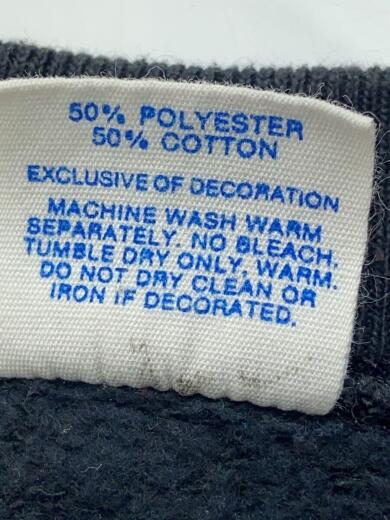 50% POLYESTER
50% COTTON
EXCLUSIVE OF DECORATION
MACHINE WASH WARM
SEPARATELY. NO BLEACH.
TUMBLE DRY ONLY, WARM.
DO NOT DRY CLEAN OR
IRON IF DECORATED.